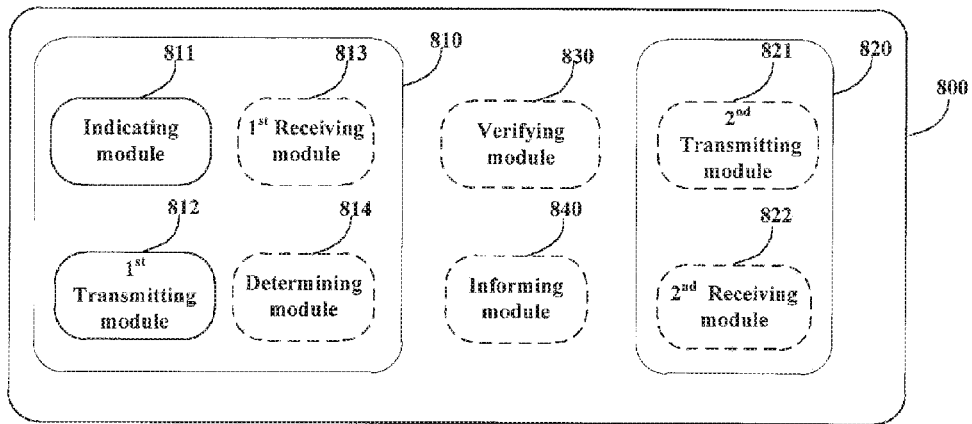 811
813
810
830
821
820
800
Indicating
module
1st Receiving
module
Verifying
module
2nd
Transmitting
module
812
814
840
822
1st
Transmitting
module
Determining
module
Informing
module
2nd Receiving
module